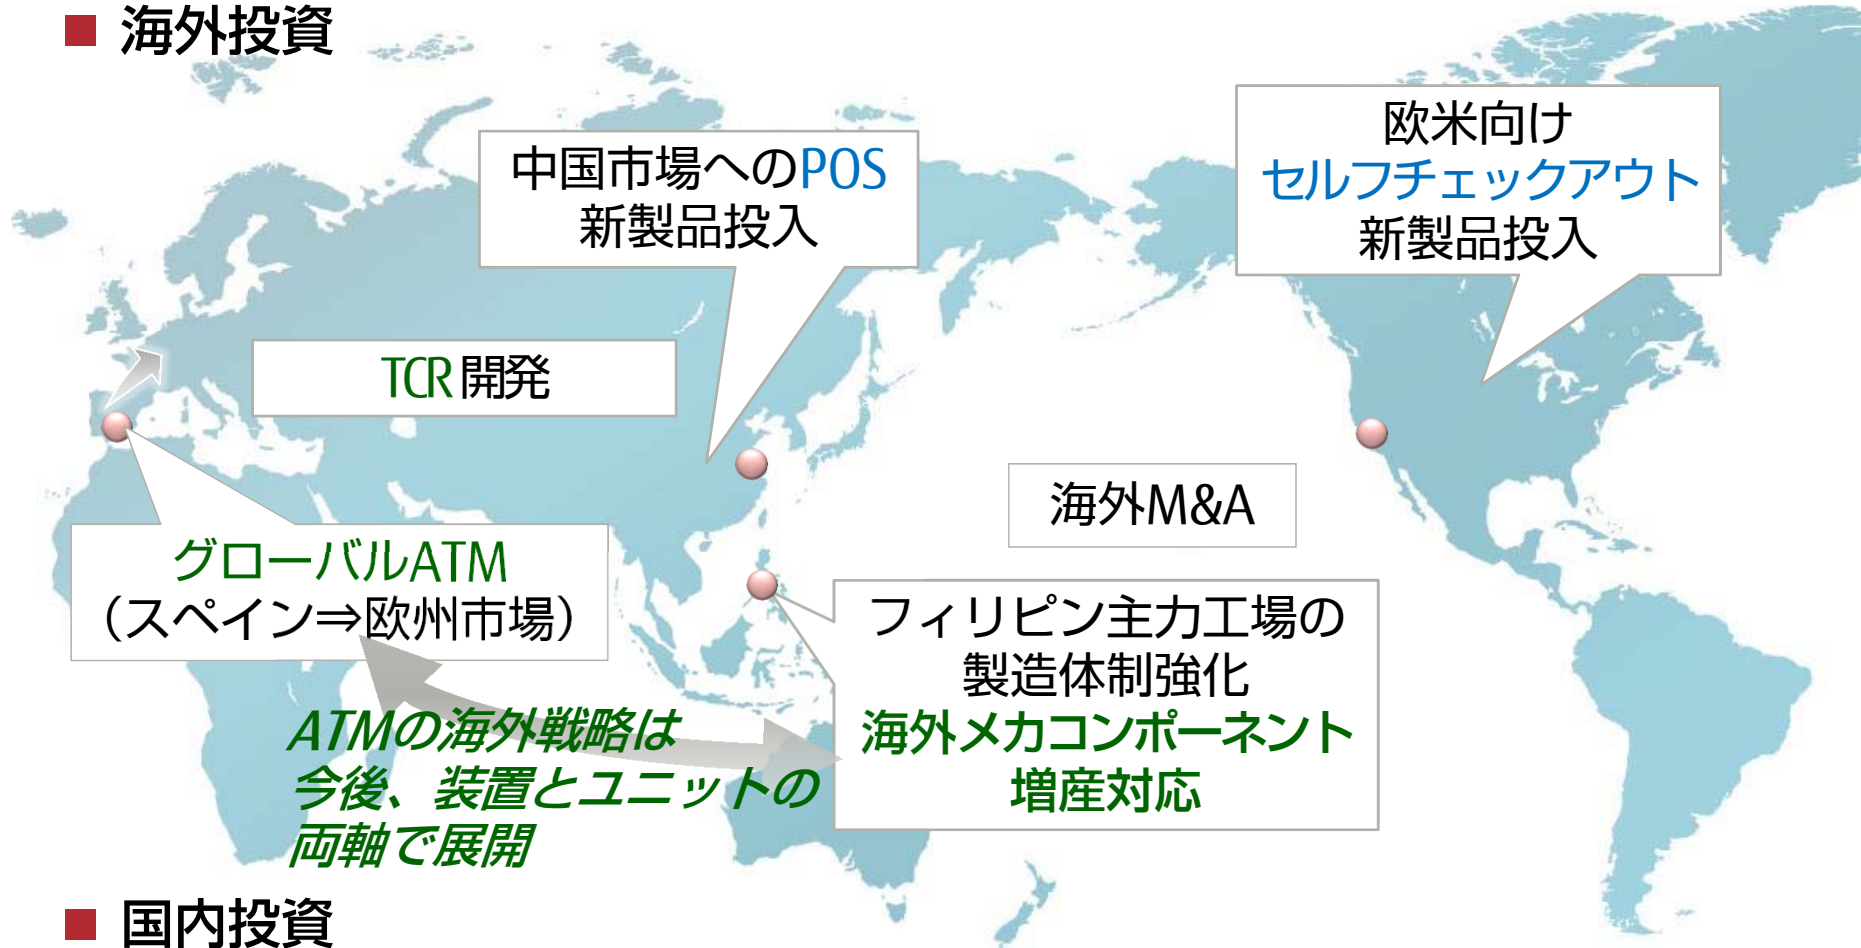 海外投資
中国市場へのPOS
新製品投入
欧米向け
セルフチェックアウト
新製品投入
TCR開発
海外M&A
グローバルATM
（スペイン⇒欧州市場）
フィリピン主力工場の
製造体制強化
海外メカコンポーネント
増産対応
ATMの海外戦略は
今後、装置とユニットの
両軸で展開
国内投資